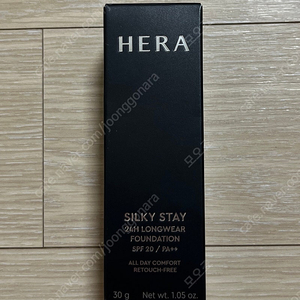 HERA
SILKY STAY
24H LONGWEAR
FOUNDATION
SPF 20 / PA++
ALL DAY COMFORT
RETOUCH-FREE
30 g Net wt. 1.05 oz.